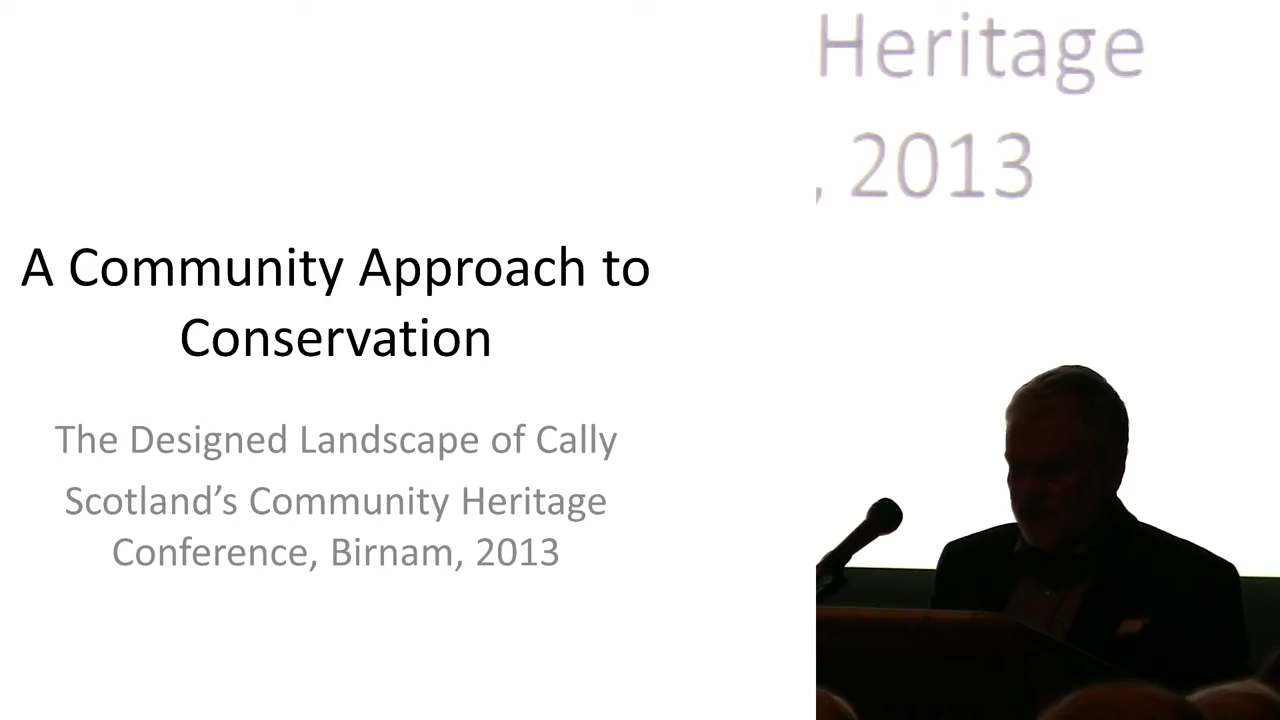 A Community Approach to
Conservation
The Designed Landscape of Cally
Scotland's Community Heritage
Conference, Birnam, 2013
Heritage
, 2013